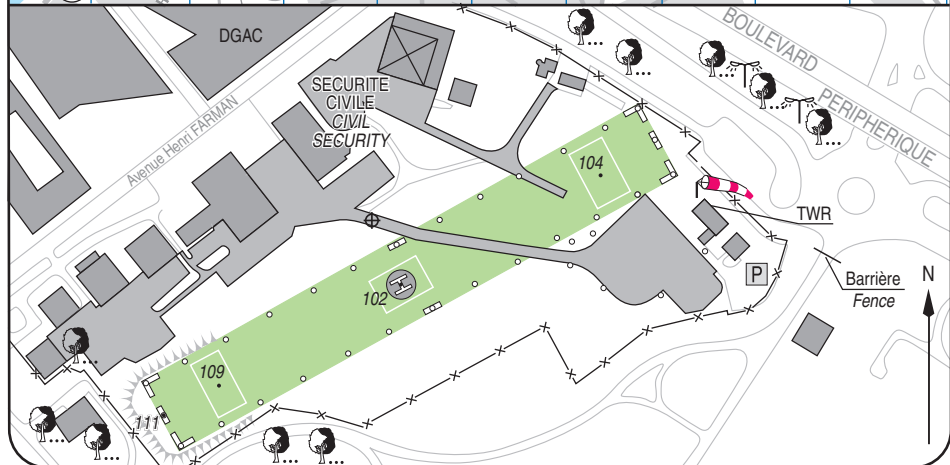 DGAC
BOULEVARD
PERIPHERIQUE
SECURITE
CIVILE
CIVIL
SECURITY
Avenue Henri FARMAN
104
TWR
P
Barrière
Fence
N
102
H
109
111